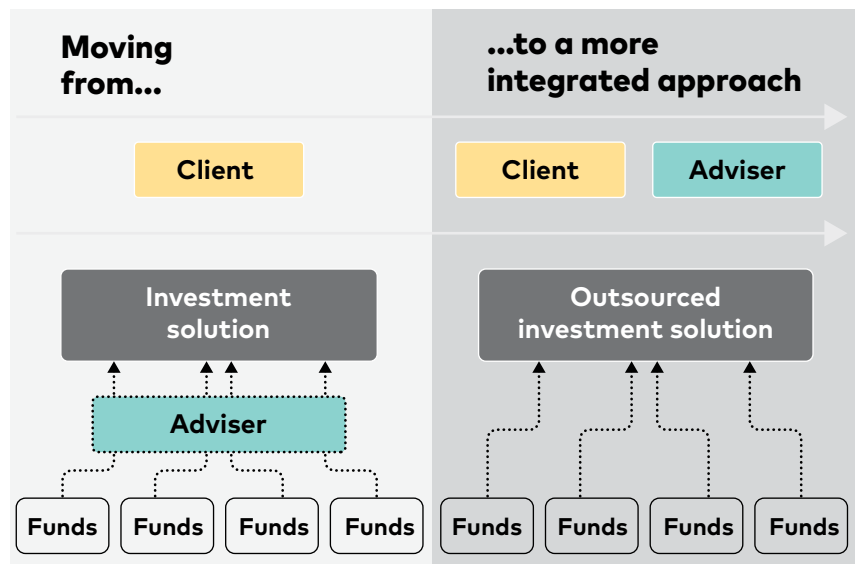 Moving
from...
...to a more
integrated approach
Client
Client
Adviser
Investment
solution
Outsourced
investment solution
Adviser
Funds
Funds
Funds
Funds
Funds
Funds
Funds
Funds